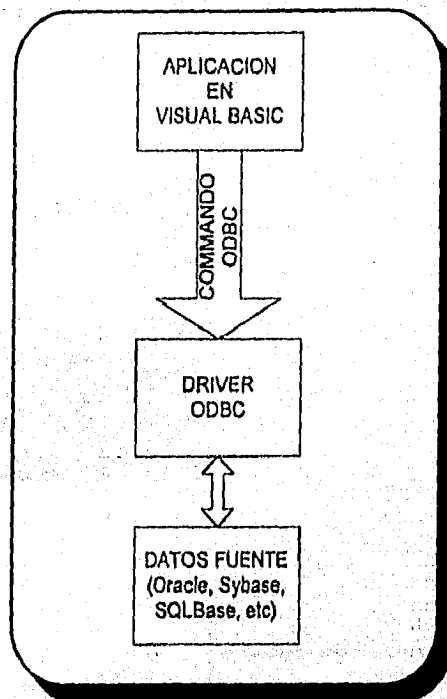 APLICACION
EN
VISUAL BASIC
COMMANDO
ODBC
DRIVER
ODBC
DATOS FUENTE
(Oracle, Sybase,
SQLBase, etc)